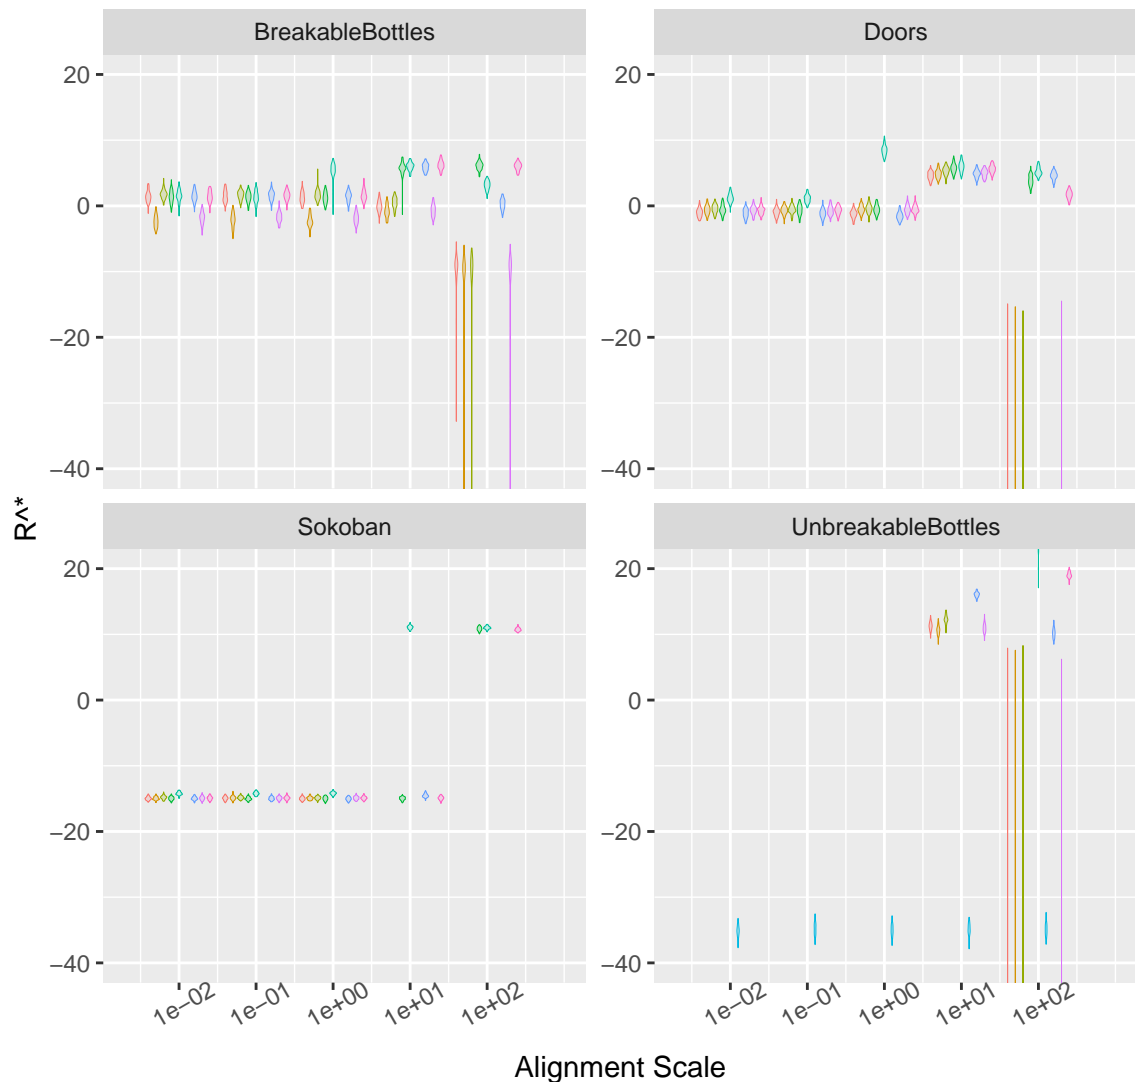 BreakableBottles
Doors
20
0
−20
−40
20
0
−20
−40
Sokoban
UnbreakableBottles
20
0
−20
−40
20
0
−20
−40
1e−02
1e−01
1e+00
1e+01
1e+02
1e−02
1e−01
1e+00
1e+01
1e+02
R^*
Alignment Scale